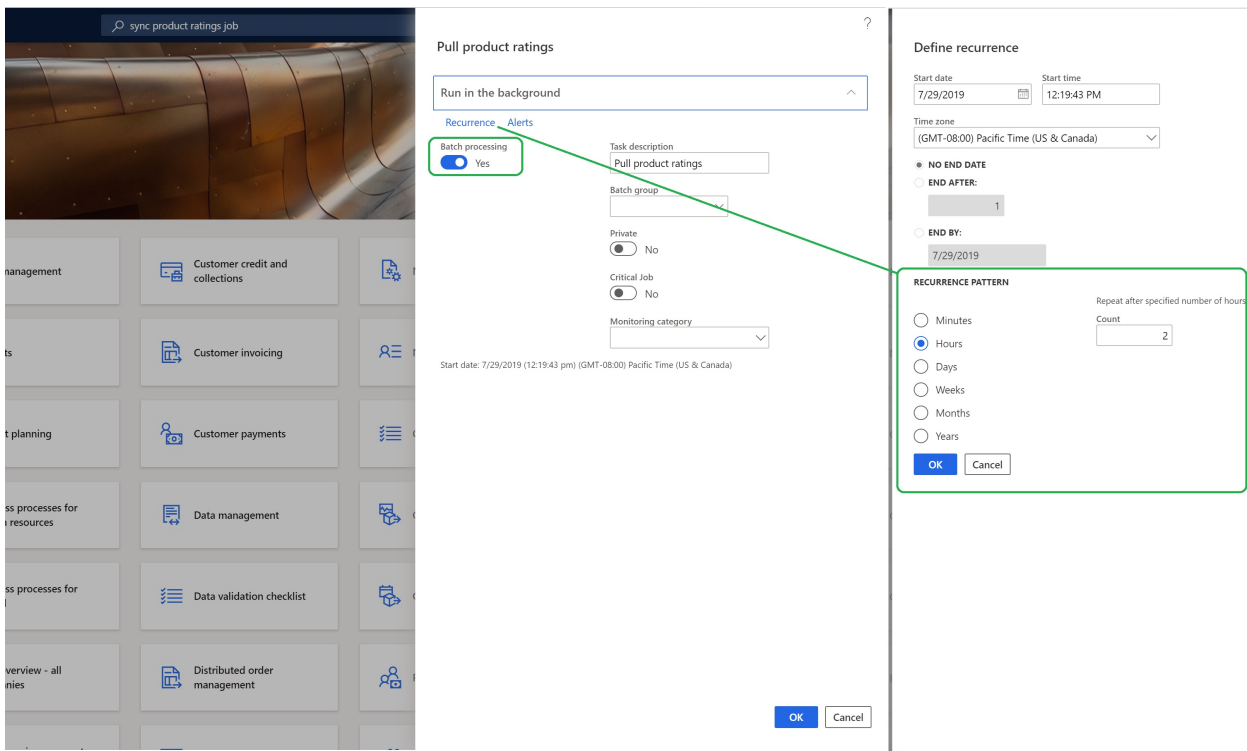 sync product ratings job
?
Pull product ratings
Run in the background
Recurrence Alerts
Batch processing
Yes
Task description
Pull product ratings
Batch group
Private
No
Critical Job
No
Monitoring category
Start date: 7/29/2019 (12:19:43 pm) (GMT-08:00) Pacific Time (US & Canada)
OK Cancel
Define recurrence
Start date
7/29/2019
Start time
12:19:43 PM
Time zone
(GMT-08:00) Pacific Time (US & Canada)
NO END DATE
END AFTER:
1
END BY:
7/29/2019
RECURRENCE PATTERN
Repeat after specified number of hours
Count
2
Minutes
Hours
Days
Weeks
Months
Years
OK Cancel
Customer credit and
collections
Customer invoicing
planning
Customer payments
processes for
resources
Data management
processes for
Data validation checklist
- all
Distributed order
management